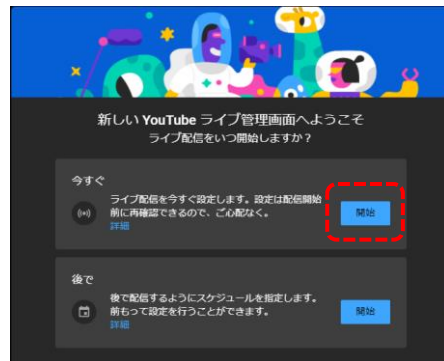 新しい YouTube ライブ管理画面へようこそ
ライブ配信をいつ開始しますか？
今すぐ
ライブ配信を今すぐ設定します。設定は配信開始
前に再確認できるので、ご心配なく。
詳細
開始
後で
後で配信するようにスケジュールを指定します。
前もって設定を行うことができます。
詳細
開始